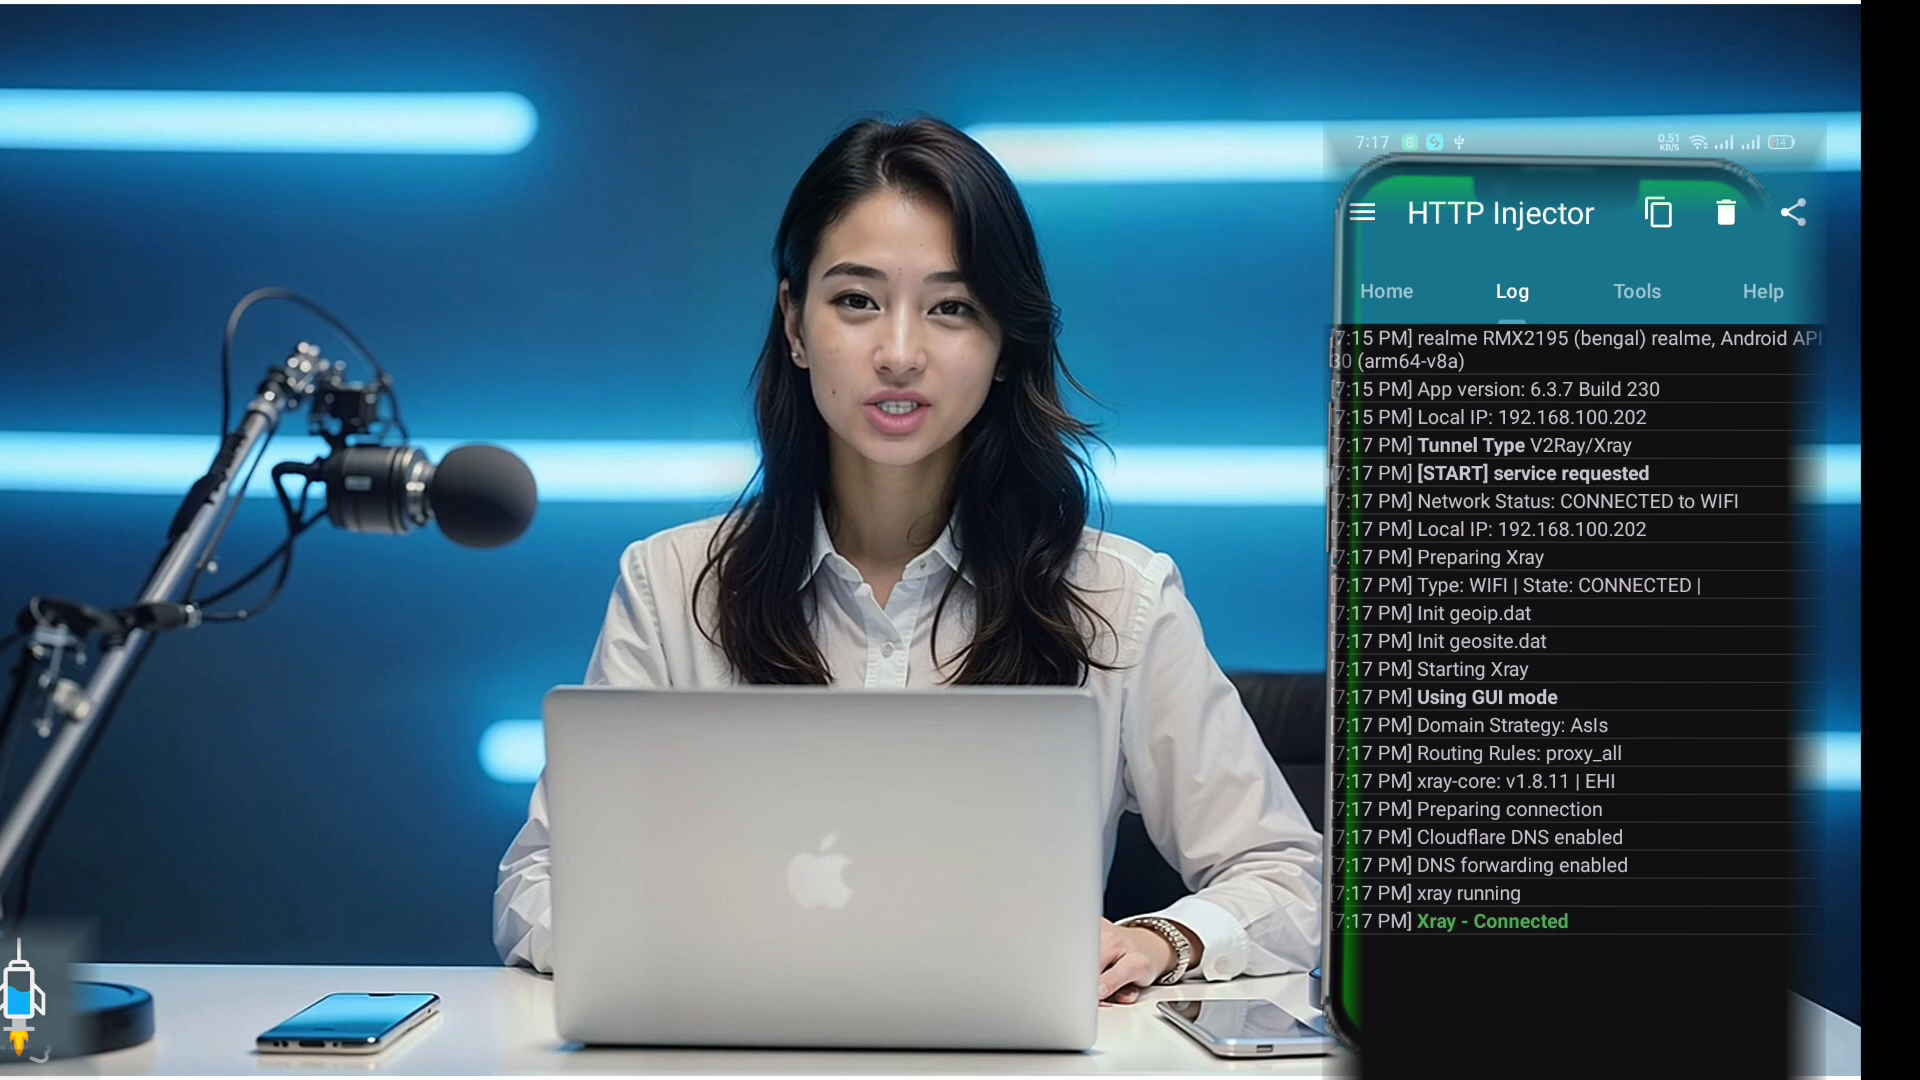 7:17
0.51
KB/S
14
HTTP Injector
Home Log Tools Help
[7:15 PM] realme RMX2195 (bengal) realme, Android API
30 (arm64-v8a)
[7:15 PM] App version: 6.3.7 Build 230
[7:15 PM] Local IP: 192.168.100.202
[7:17 PM] Tunnel Type V2Ray/Xray
[7:17 PM] [START] service requested
[7:17 PM] Network Status: CONNECTED to WIFI
[7:17 PM] Local IP: 192.168.100.202
[7:17 PM] Preparing Xray
[7:17 PM] Type: WIFI | State: CONNECTED |
[7:17 PM] Init geoip.dat
[7:17 PM] Init geosite.dat
[7:17 PM] Starting Xray
[7:17 PM] Using GUI mode
[7:17 PM] Domain Strategy: AsIs
[7:17 PM] Routing Rules: proxy_all
[7:17 PM] xray-core: v1.8.11 | EHI
[7:17 PM] Preparing connection
[7:17 PM] Cloudflare DNS enabled
[7:17 PM] DNS forwarding enabled
[7:17 PM] xray running
[7:17 PM] Xray - Connected